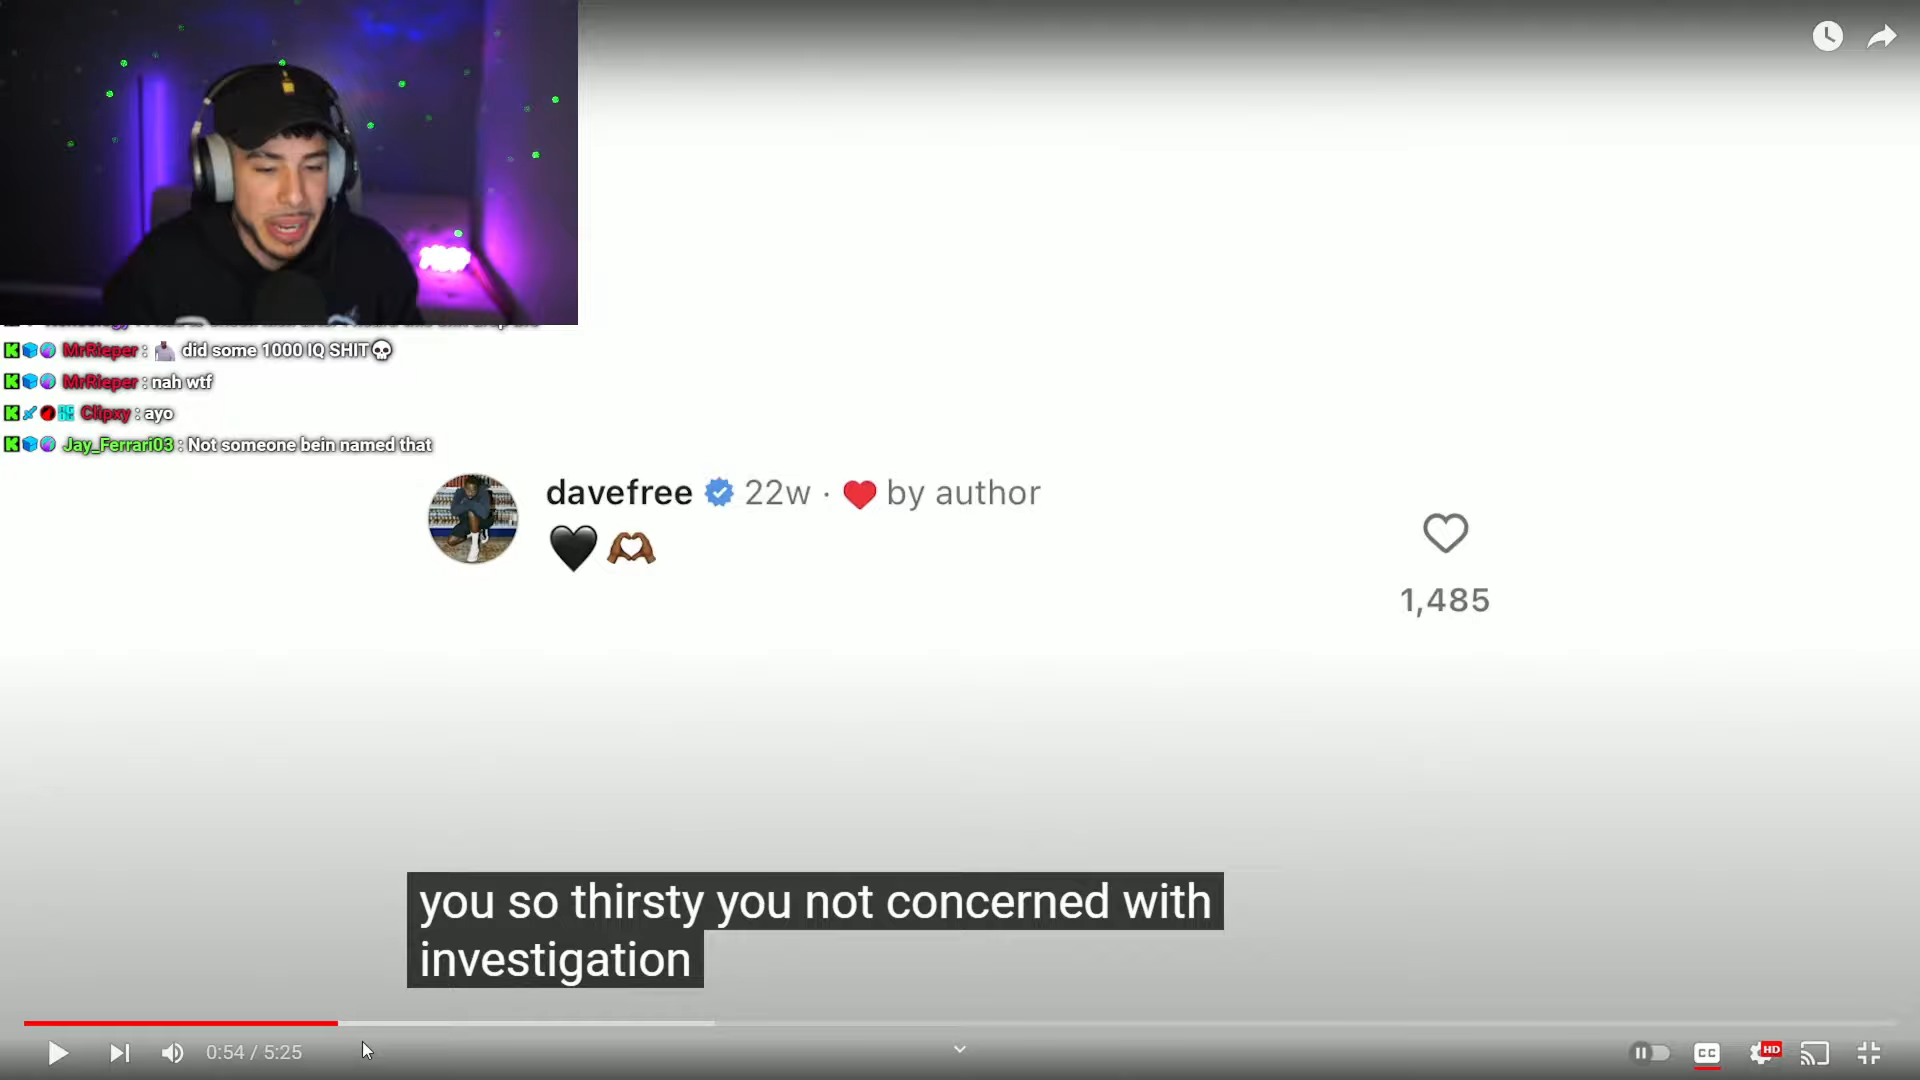 MrRieper : did some 1000 IQ SHIT💀
MrRieper : nah wtf
Clipxy : ayo
Jay_Ferrari03 : Not someone bein named that
davefree 22w · ❤️ by author
🖤 🫶🏾
1,485
you so thirsty you not concerned with
investigation
0:54 / 5:25
CC
HD